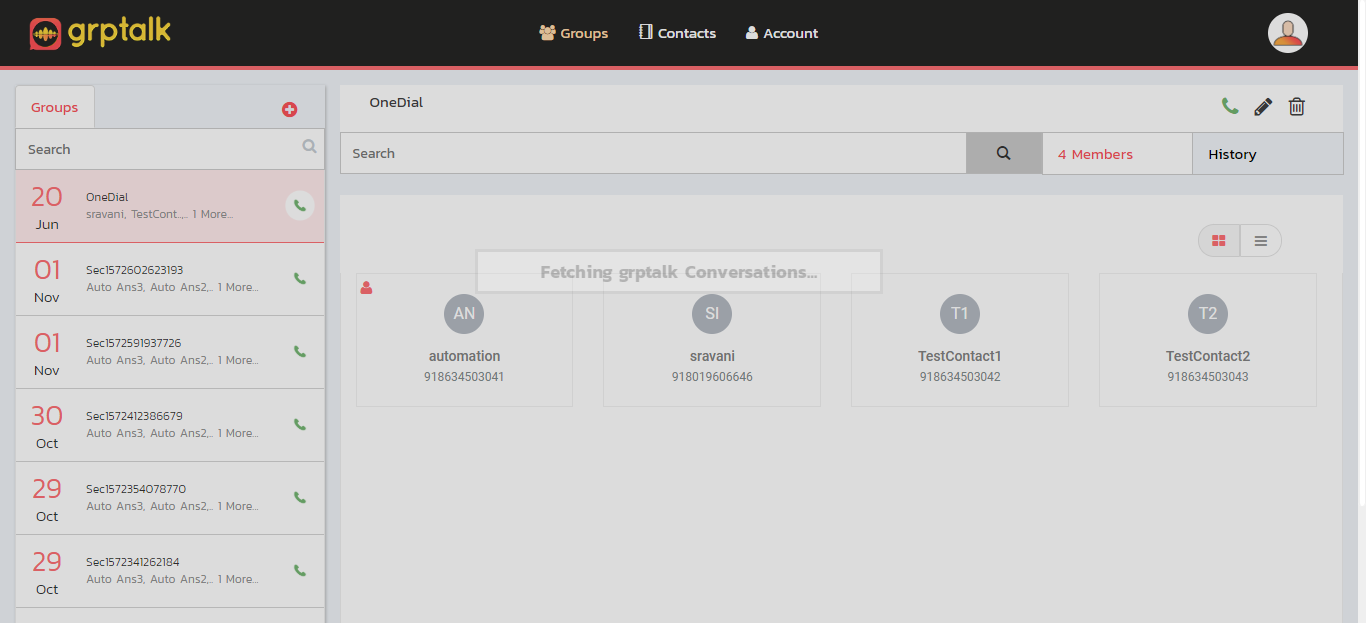 grptalk
Groups
Contacts
Account
Groups
Search
20
Jun
OneDial
sravani, TestCont..,.. 1 More...
01
Nov
Sec1572602623193
Auto Ans3, Auto Ans2,.. 1 More...
01
Nov
Sec1572591937726
Auto Ans3, Auto Ans2,.. 1 More...
30
Oct
Sec1572412386679
Auto Ans3, Auto Ans2,.. 1 More...
29
Oct
Sec1572354078770
Auto Ans3, Auto Ans2,.. 1 More...
29
Oct
Sec1572341262184
Auto Ans3, Auto Ans2,.. 1 More...
OneDial
Search
4 Members
History
Fetching grptalk Conversations...
AN
automation
918634503041
SI
sravani
918019606646
T1
TestContact1
918634503042
T2
TestContact2
918634503043